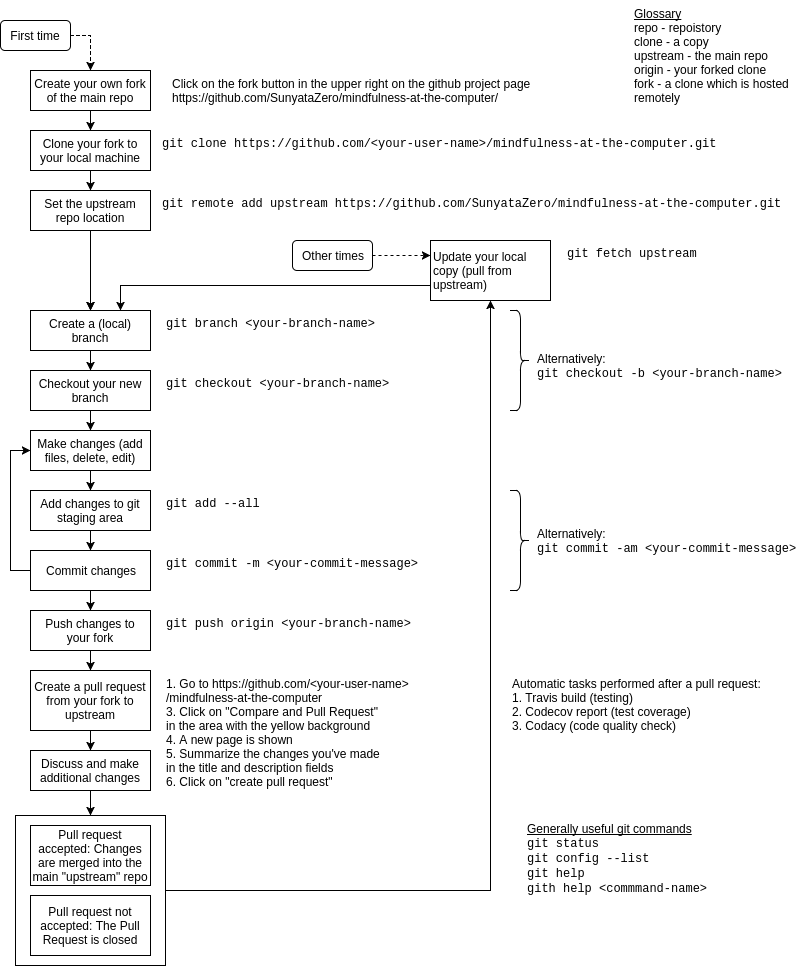 First time
Glossary
repo - repoistory
clone - a copy
upstream - the main repo
origin - your forked clone
fork - a clone which is hosted
remotely
Create your own fork
of the main repo
Click on the fork button in the upper right on the github project page
https://github.com/SunyataZero/mindfulness-at-the-computer/
Clone your fork to
your local machine
git clone https://github.com/<your-user-name>/mindfulness-at-the-computer.git
Set the upstream
repo location
git remote add upstream https://github.com/SunyataZero/mindfulness-at-the-computer.git
Other times
Update your local
copy (pull from
upstream)
git fetch upstream
Create a (local)
branch
git branch <your-branch-name>
Checkout your new
branch
git checkout <your-branch-name>
Alternatively:
git checkout -b <your-branch-name>
Make changes (add
files, delete, edit)
Add changes to git
staging area
git add --all
Commit changes
git commit -m <your-commit-message>
Alternatively:
git commit -am <your-commit-message>
Push changes to
your fork
git push origin <your-branch-name>
Create a pull request
from your fork to
upstream
1. Go to https://github.com/<your-user-name>
/mindfulness-at-the-computer
3. Click on "Compare and Pull Request"
in the area with the yellow background
4. A new page is shown
5. Summarize the changes you've made
in the title and description fields
6. Click on "create pull request"
Automatic tasks performed after a pull request:
1. Travis build (testing)
2. Codecov report (test coverage)
3. Codacy (code quality check)
Discuss and make
additional changes
Pull request
accepted: Changes
are merged into the
main "upstream" repo
Pull request not
accepted: The Pull
Request is closed
Generally useful git commands
git status
git config --list
git help
gith help <commmand-name>